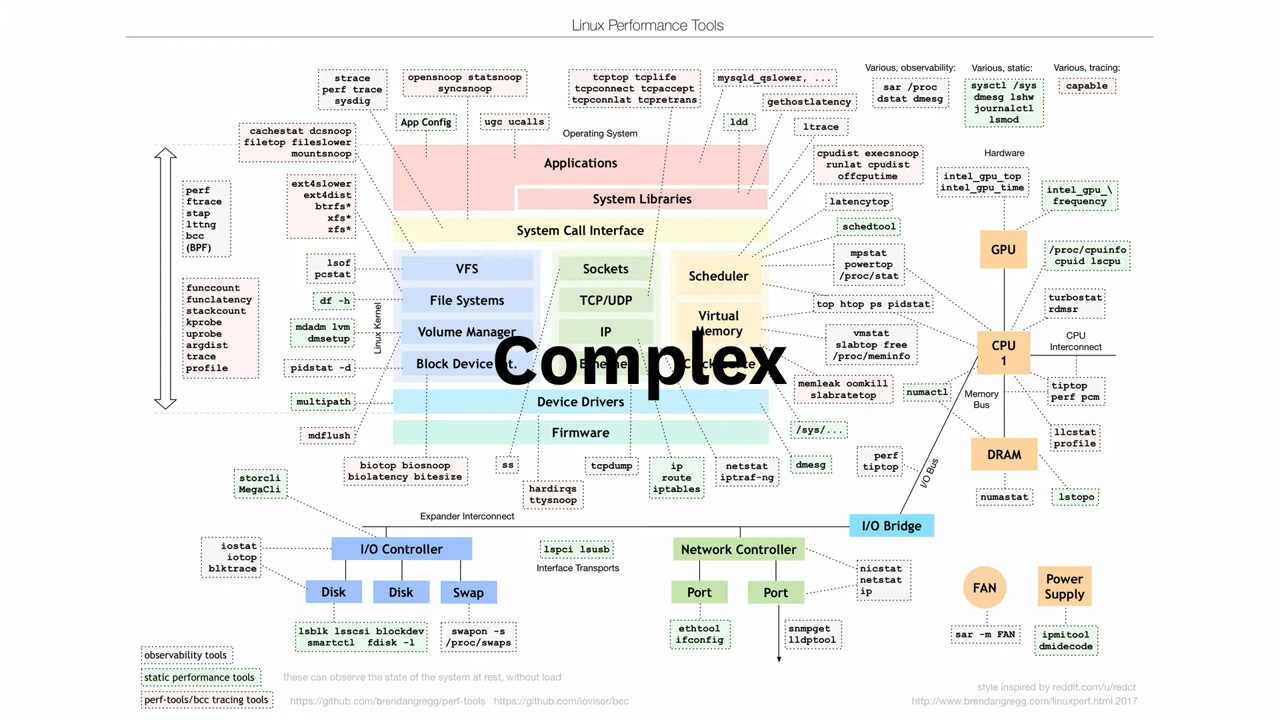 Linux Performance Tools
strace
perf trace
sysdig
opensnoop statsnoop
syncsnoop
tcptop tcplife
tcpconnect tcpaccept
tcpconnlat tcpretrans
mysqld_qslower, ...
gethostlatency
Various, observability:
sar /proc
dstat dmesg
Various, static:
sysctl /sys
dmesg lshw
journalctl
lsmod
Various, tracing:
capable
App Config
ugc ucalls
Operating System
ldd
ltrace
cachestat dcsnoop
filetop fileslower
mountsnoop
Applications
System Libraries
System Call Interface
cpudist execsnoop
runlat cpudist
offcputime
Hardware
intel_gpu_top
intel_gpu_time
intel_gpu_\
frequency
perf
ftrace
stap
lttng
bcc
(BPF)
ext4slower
ext4dist
btrfs*
xfs*
zfs*
latencytop
schedtool
GPU
/proc/cpuinfo
cpuid lscpu
lsof
pcstat
VFS
Sockets
Scheduler
mpstat
powertop
/proc/stat
funccount
funclatency
stackcount
kprobe
uprobe
argdist
trace
profile
df -h
File Systems
TCP/UDP
top htop ps pidstat
turbostat
rdmsr
mdadm lvm
dmsetup
Linux Kernel
Volume Manager
IP
Virtual
Memory
vmstat
slabtop free
/proc/meminfo
CPU
1
CPU
Interconnect
Complex
pidstat -d
Block Device Int.
memleak oomkill
slabratetop
numactl
Memory
Bus
tiptop
perf pcm
multipath
Device Drivers
mdflush
Firmware
/sys/...
llcstat
profile
biotop biosnoop
biolatency bitesize
ss
hardirqs
ttysnoop
tcpdump
ip
route
iptables
netstat
iptraf-ng
dmesg
perf
tiptop
I/O Bus
DRAM
numastat
lstopo
storcli
MegaCli
Expander Interconnect
I/O Bridge
iostat
iotop
blktrace
I/O Controller
lspci lsusb
Interface Transports
Network Controller
nicstat
netstat
ip
Disk
Disk
Swap
Port
Port
FAN
Power
Supply
lsblk lsscsi blockdev
smartctl fdisk -l
swapon -s
/proc/swaps
ethtool
ifconfig
snmpget
lldptool
sar -m FAN
ipmitool
dmidecode
observability tools
static performance tools
these can observe the state of the system at rest, without load
perf-tools/bcc tracing tools
https://github.com/brendangregg/perf-tools
https://github.com/iovisor/bcc
style inspired by reddit.com/u/redct
http://www.brendangregg.com/linuxperf.html 2017